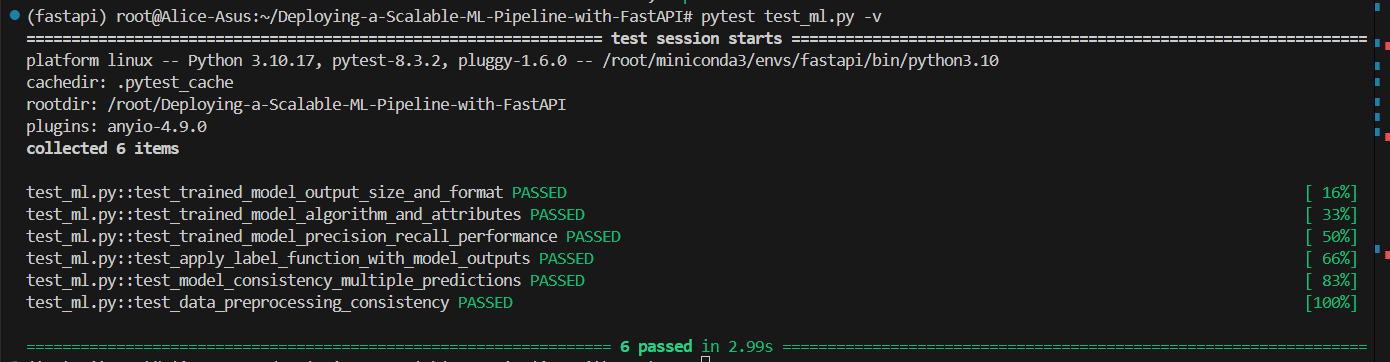 (fastapi) root@Alice-Asus:~/Deploying-a-Scalable-ML-Pipeline-with-FastAPI# pytest test_ml.py -v
================================================================ test session starts ================================================================
platform linux -- Python 3.10.17, pytest-8.3.2, pluggy-1.6.0 -- /root/miniconda3/envs/fastapi/bin/python3.10
cachedir: .pytest_cache
rootdir: /root/Deploying-a-Scalable-ML-Pipeline-with-FastAPI
plugins: anyio-4.9.0
collected 6 items
test_ml.py::test_trained_model_output_size_and_format PASSED [ 16%]
test_ml.py::test_trained_model_algorithm_and_attributes PASSED [ 33%]
test_ml.py::test_trained_model_precision_recall_performance PASSED [ 50%]
test_ml.py::test_apply_label_function_with_model_outputs PASSED [ 66%]
test_ml.py::test_model_consistency_multiple_predictions PASSED [ 83%]
test_ml.py::test_data_preprocessing_consistency PASSED [100%]
================================================================= 6 passed in 2.99s =================================================================